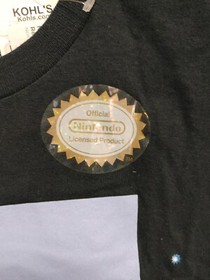 KOHL'S
Kohls.com
Official
Nintendo
Licensed Product